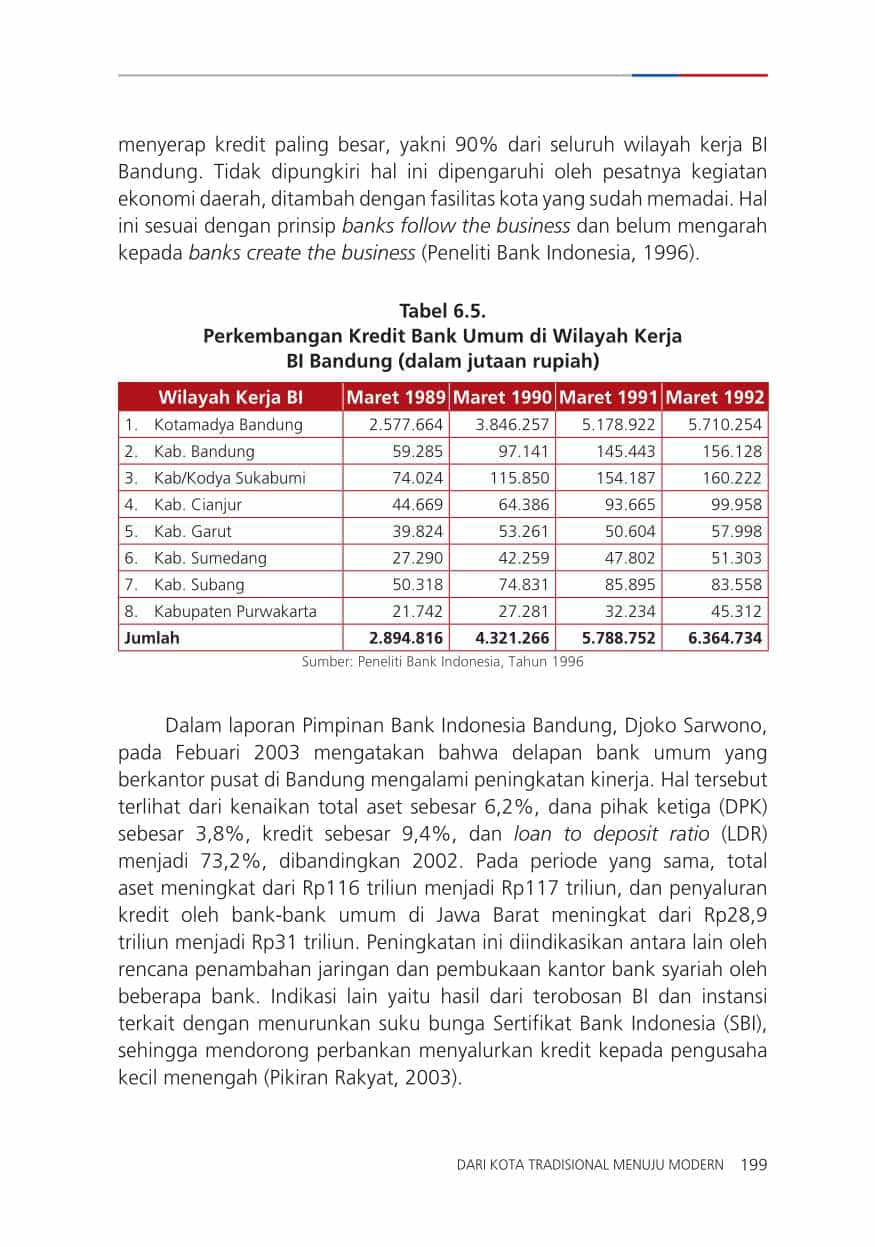 menyerap kredit paling besar, yakni 90% dari seluruh wilayah kerja BI
Bandung. Tidak dipungkiri hal ini dipengaruhi oleh pesatnya kegiatan
ekonomi daerah, ditambah dengan fasilitas kota yang sudah memadai. Hal
ini sesuai dengan prinsip banks follow the business dan belum mengarah
kepada banks create the business (Peneliti Bank Indonesia, 1996).
Tabel 6.5.
Perkembangan Kredit Bank Umum di Wilayah Kerja
BI Bandung (dalam jutaan rupiah)
Wilayah Kerja BI Maret 1989 Maret 1990 Maret 1991 Maret 1992
1. Kotamadya Bandung 2.577.664 3.846.257 5.178.922 5.710.254
2. Kab. Bandung 59.285 97.141 145.443 156.128
3. Kab/Kodya Sukabumi 74.024 115.850 154.187 160.222
4. Kab. Cianjur 44.669 64.386 93.665 99.958
5. Kab. Garut 39.824 53.261 50.604 57.998
6. Kab. Sumedang 27.290 42.259 47.802 51.303
7. Kab. Subang 50.318 74.831 85.895 83.558
8. Kabupaten Purwakarta 21.742 27.281 32.234 45.312
Jumlah 2.894.816 4.321.266 5.788.752 6.364.734
Sumber: Peneliti Bank Indonesia, Tahun 1996
Dalam laporan Pimpinan Bank Indonesia Bandung, Djoko Sarwono,
pada Febuari 2003 mengatakan bahwa delapan bank umum yang
berkantor pusat di Bandung mengalami peningkatan kinerja. Hal tersebut
terlihat dari kenaikan total aset sebesar 6,2%, dana pihak ketiga (DPK)
sebesar 3,8%, kredit sebesar 9,4%, dan loan to deposit ratio (LDR)
menjadi 73,2%, dibandingkan 2002. Pada periode yang sama, total
aset meningkat dari Rp116 triliun menjadi Rp117 triliun, dan penyaluran
kredit oleh bank-bank umum di Jawa Barat meningkat dari Rp28,9
triliun menjadi Rp31 triliun. Peningkatan ini diindikasikan antara lain oleh
rencana penambahan jaringan dan pembukaan kantor bank syariah oleh
beberapa bank. Indikasi lain yaitu hasil dari terobosan BI dan instansi
terkait dengan menurunkan suku bunga Sertifikat Bank Indonesia (SBI),
sehingga mendorong perbankan menyalurkan kredit kepada pengusaha
kecil menengah (Pikiran Rakyat, 2003).
DARI KOTA TRADISIONAL MENUJU MODERN 199